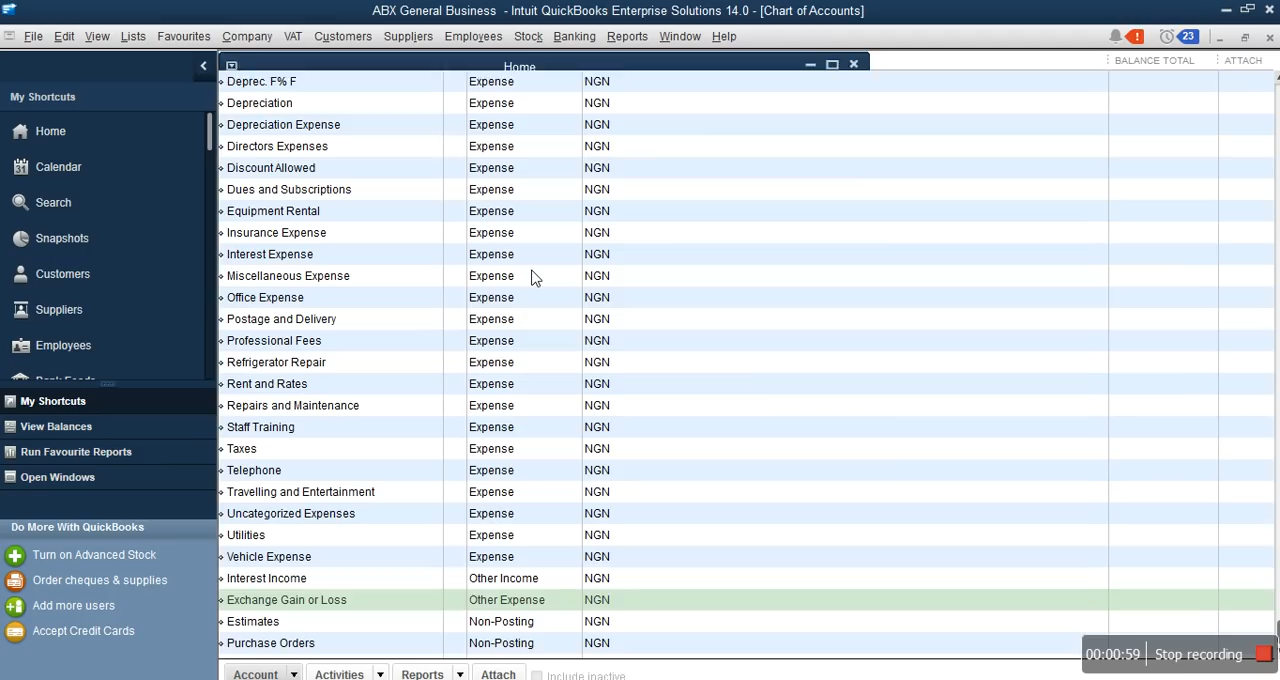 ABX General Business - Intuit QuickBooks Enterprise Solutions 14.0 - [Chart of Accounts]
File Edit View Lists Favourites Company VAT Customers Suppliers Employees Stock Banking Reports Window Help
! 23
Home
BALANCE TOTAL ATTACH
My Shortcuts
Home
31 Calendar
Search
Snapshots
Customers
Suppliers
Employees
Bank Feeds
My Shortcuts
View Balances
Run Favourite Reports
Open Windows
Do More With QuickBooks
Turn on Advanced Stock
Order cheques & supplies
Add more users
Accept Credit Cards
Deprec. F% F Expense NGN
Depreciation Expense NGN
Depreciation Expense Expense NGN
Directors Expenses Expense NGN
Discount Allowed Expense NGN
Dues and Subscriptions Expense NGN
Equipment Rental Expense NGN
Insurance Expense Expense NGN
Interest Expense Expense NGN
Miscellaneous Expense Expense NGN
Office Expense Expense NGN
Postage and Delivery Expense NGN
Professional Fees Expense NGN
Refrigerator Repair Expense NGN
Rent and Rates Expense NGN
Repairs and Maintenance Expense NGN
Staff Training Expense NGN
Taxes Expense NGN
Telephone Expense NGN
Travelling and Entertainment Expense NGN
Uncategorized Expenses Expense NGN
Utilities Expense NGN
Vehicle Expense Expense NGN
Interest Income Other Income NGN
Exchange Gain or Loss Other Expense NGN
Estimates Non-Posting NGN
Purchase Orders Non-Posting NGN
Account Activities Reports Attach Include inactive
00:00:59 Stop recording